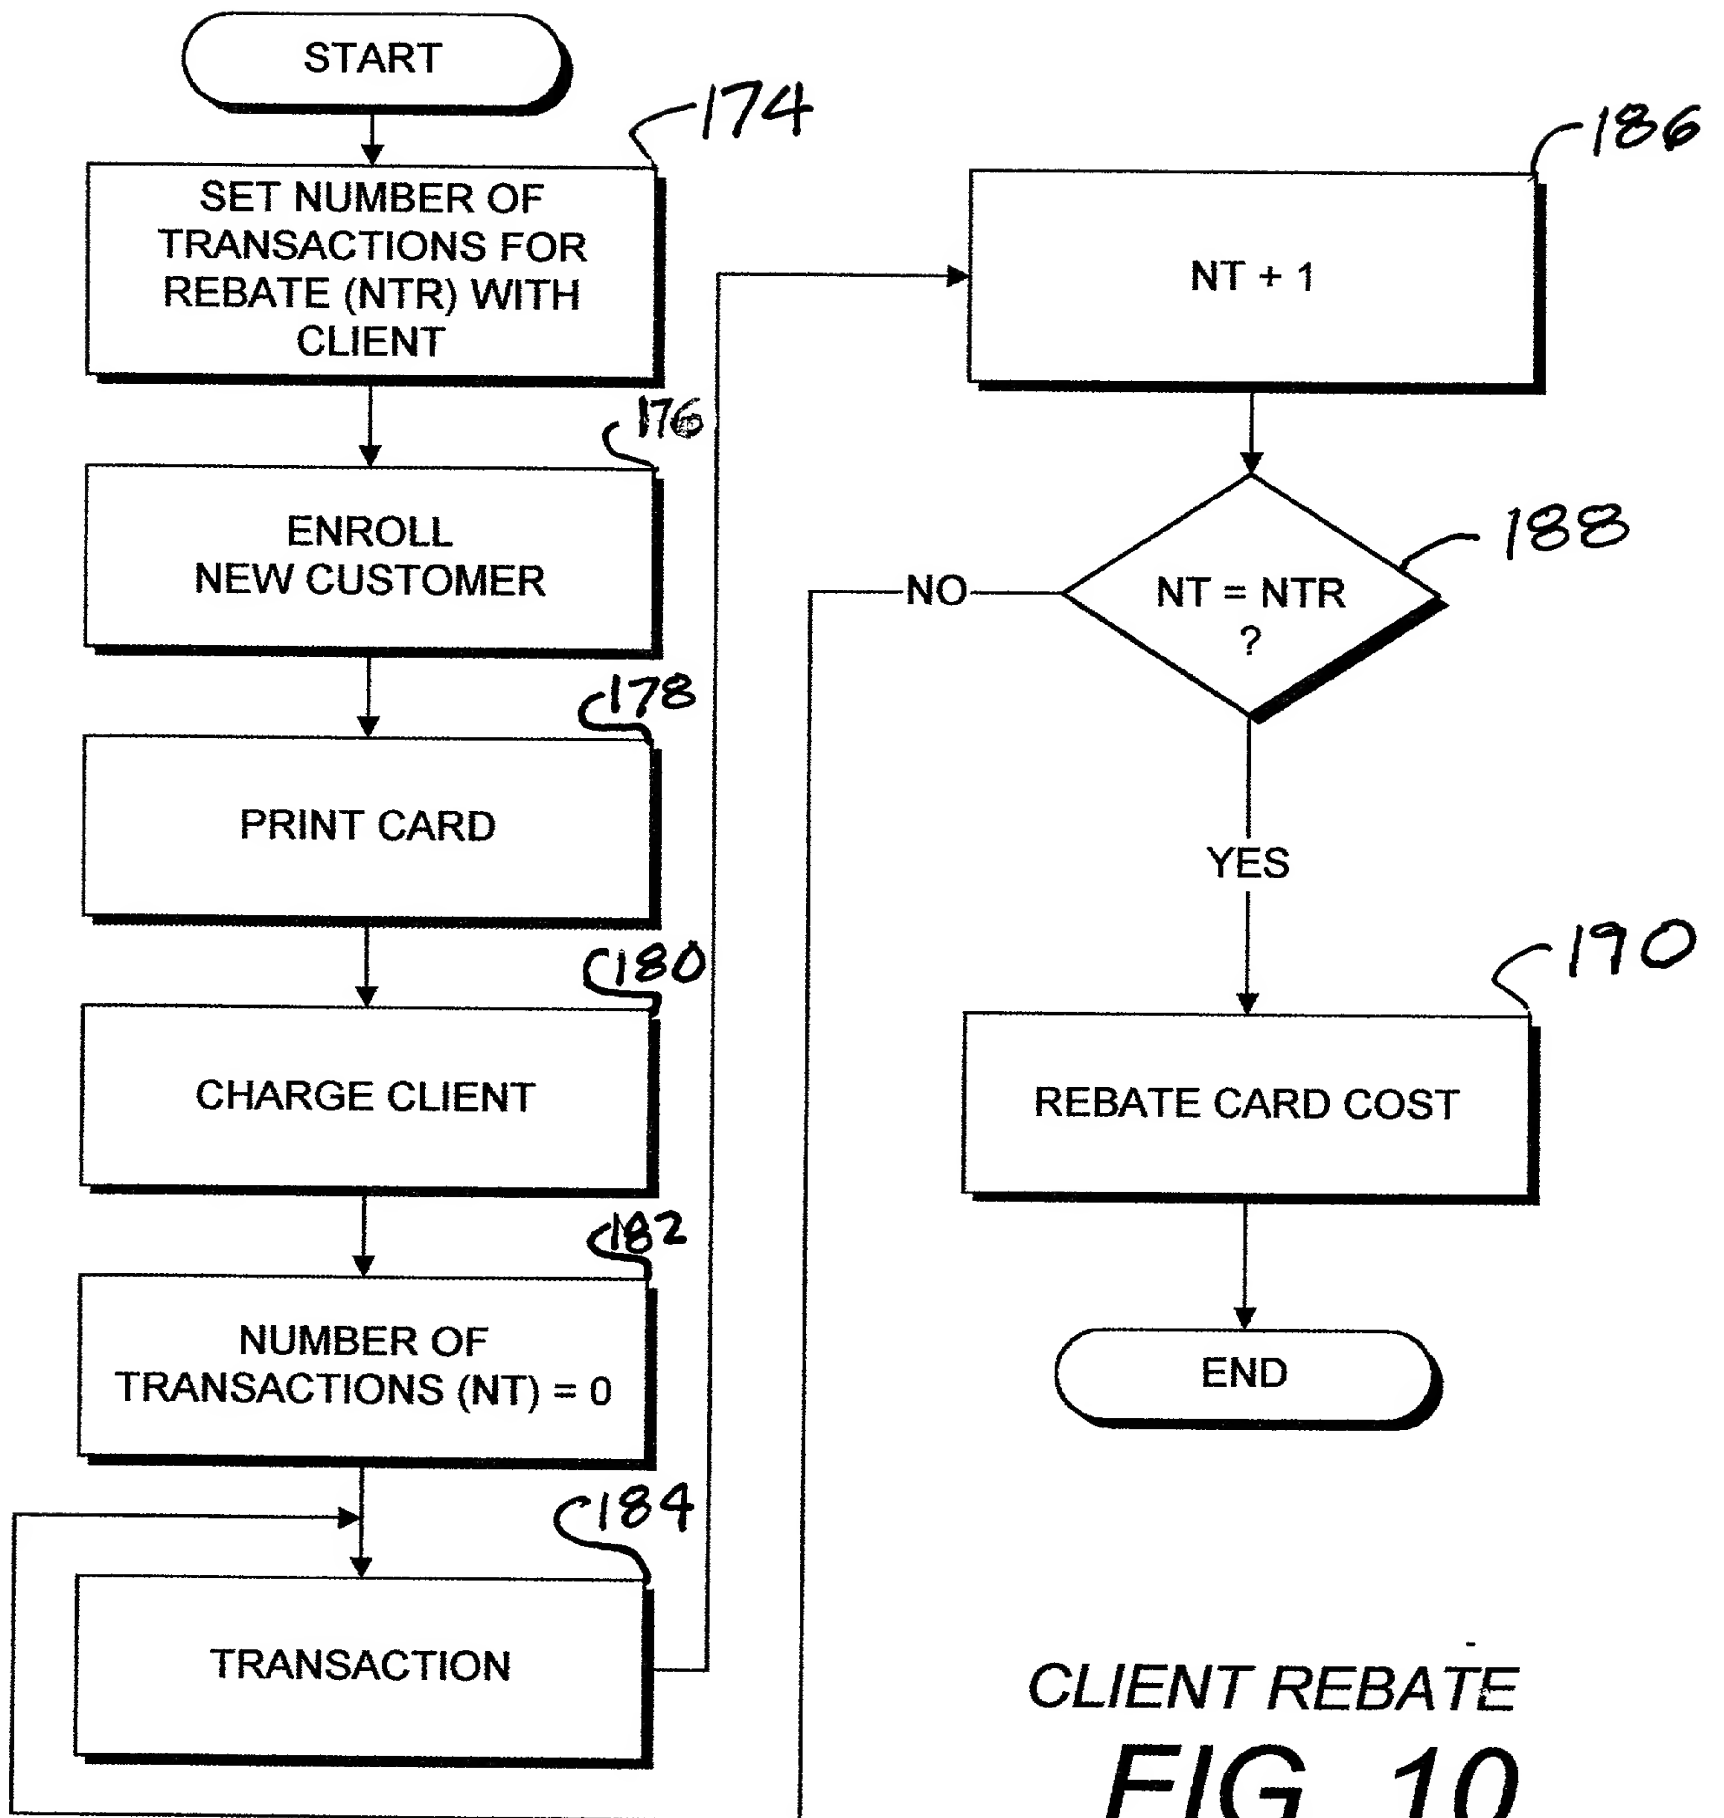 START
174
SET NUMBER OF
TRANSACTIONS FOR
REBATE (NTR) WITH
CLIENT
176
ENROLL
NEW CUSTOMER
178
PRINT CARD
180
CHARGE CLIENT
182
NUMBER OF
TRANSACTIONS (NT) = 0
184
TRANSACTION
186
NT + 1
188
NT = NTR
?
NO
YES
190
REBATE CARD COST
END
CLIENT REBATE
FIG. 10